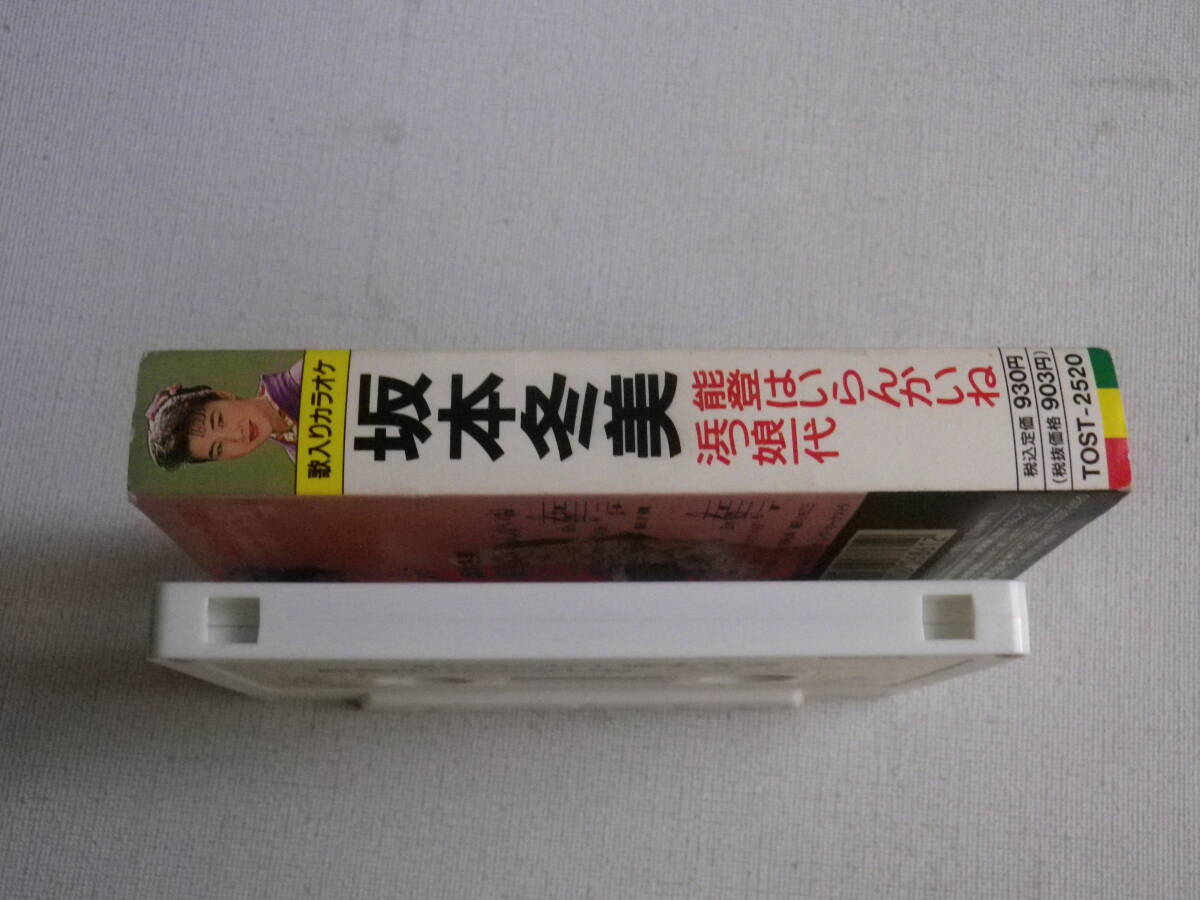 歌入りカラオケ
坂本冬美
能登はいらんかいね
浜っ娘一代
税込定価 930円
(税抜価格 903円)
TOST-2520